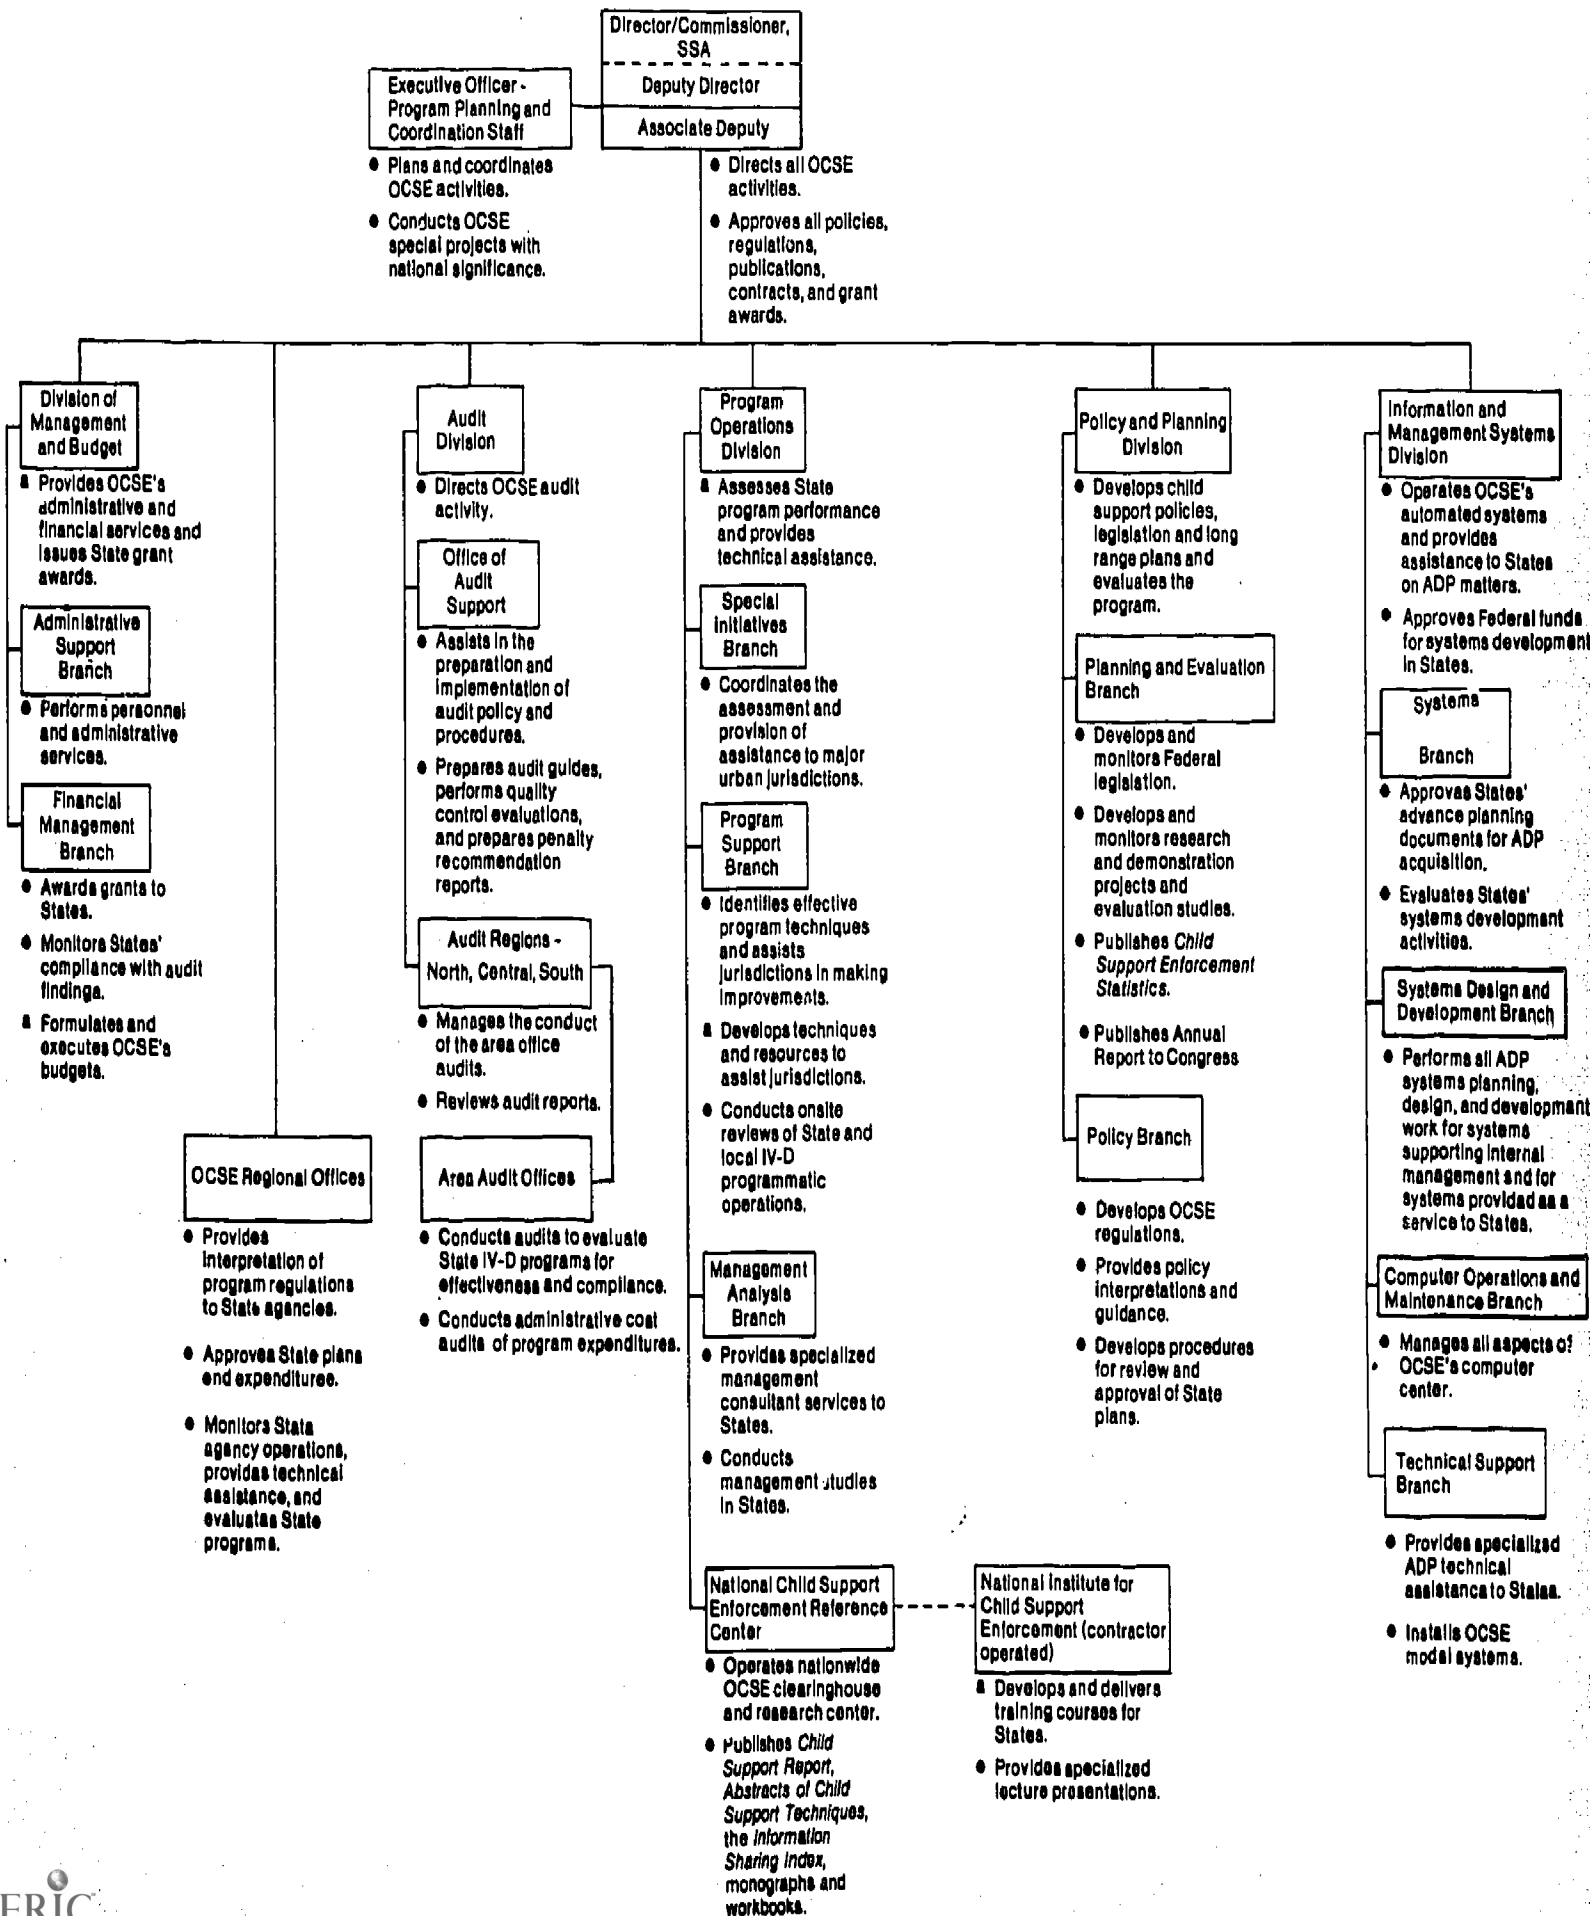 Director/Commissioner,
SSA
Deputy Director
Associate Deputy
● Directs all OCSE
activities.
● Approves all policies,
regulations,
publications,
contracts, and grant
awards.
Executive Officer -
Program Planning and
Coordination Staff
● Plans and coordinates
OCSE activities.
● Conducts OCSE
special projects with
national significance.
Division of
Management
and Budget
● Provides OCSE's
administrative and
financial services and
issues State grant
awards.
Administrative
Support
Branch
● Performs personnel
and administrative
services.
Financial
Management
Branch
● Awards grants to
States.
● Monitors States'
compliance with audit
findings.
● Formulates and
executes OCSE's
budgets.
OCSE Regional Offices
● Provides
interpretation of
program regulations
to State agencies.
● Approves State plans
and expenditures.
● Monitors State
agency operations,
provides technical
assistance, and
evaluates State
programs.
Audit
Division
● Directs OCSE audit
activity.
Office of
Audit
Support
● Assists in the
preparation and
implementation of
audit policy and
procedures.
● Prepares audit guides,
performs quality
control evaluations,
and prepares penalty
recommendation
reports.
Audit Regions -
North, Central, South
● Manages the conduct
of the area office
audits.
● Reviews audit reports.
Area Audit Offices
● Conducts audits to evaluate
State IV-D programs for
effectiveness and compliance.
● Conducts administrative cost
audits of program expenditures.
Program
Operations
Division
● Assesses State
program performance
and provides
technical assistance.
Special
Initiatives
Branch
● Coordinates the
assessment and
provision of
assistance to major
urban jurisdictions.
Program
Support
Branch
● Identifies effective
program techniques
and assists
jurisdictions in making
improvements.
● Develops techniques
and resources to
assist jurisdictions.
● Conducts onsite
reviews of State and
local IV-D
programmatic
operations.
Management
Analysis
Branch
● Provides specialized
management
consultant services to
States.
● Conducts
management studies
in States.
National Child Support
Enforcement Reference
Center
● Operates nationwide
OCSE clearinghouse
and research center.
● Publishes Child
Support Report,
Abstracts of Child
Support Techniques,
the Information
Sharing Index,
monographs and
workbooks.
National Institute for
Child Support
Enforcement (contractor
operated)
● Develops and delivers
training courses for
States.
● Provides specialized
lecture presentations.
Policy and Planning
Division
● Develops child
support policies,
legislation and long
range plans and
evaluates the
program.
Planning and Evaluation
Branch
● Develops and
monitors Federal
legislation.
● Develops and
monitors research
and demonstration
projects and
evaluation studies.
● Publishes Child
Support Enforcement
Statistics.
● Publishes Annual
Report to Congress
Policy Branch
● Develops OCSE
regulations.
● Provides policy
interpretations and
guidance.
● Develops procedures
for review and
approval of State
plans.
Information and
Management Systems
Division
● Operates OCSE's
automated systems
and provides
assistance to States
on ADP matters.
● Approves Federal funds
for systems development
in States.
Systems
Branch
● Approves States'
advance planning
documents for ADP
acquisition.
● Evaluates States'
systems development
activities.
Systems Design and
Development Branch
● Performs all ADP
systems planning,
design, and development
work for systems
supporting internal
management and for
systems provided as a
service to States.
Computer Operations and
Maintenance Branch
● Manages all aspects of
OCSE's computer
center.
Technical Support
Branch
● Provides specialized
ADP technical
assistance to States.
● Installs OCSE
model systems.
ERIC